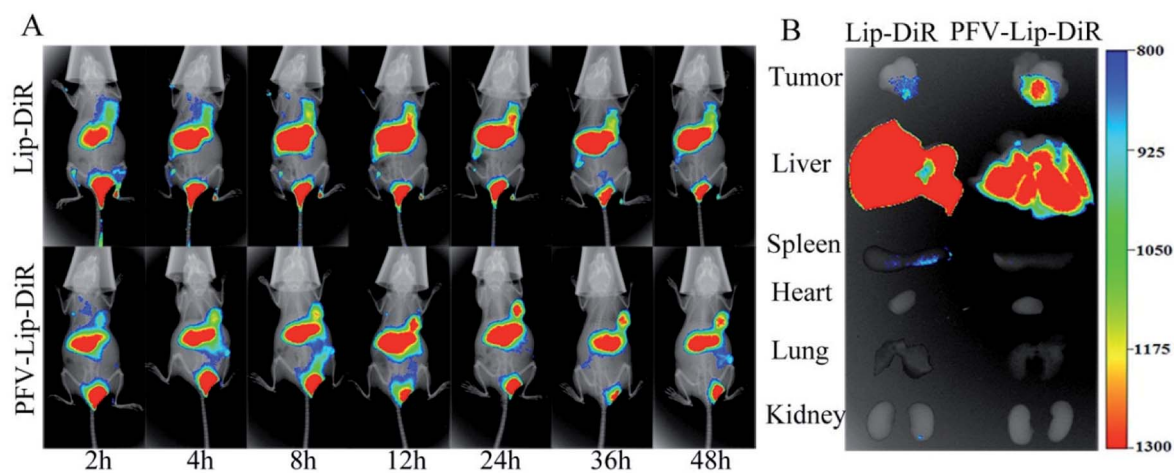 A
Lip-DiR
PFV-Lip-DiR
2h 4h 8h 12h 24h 36h 48h
B
Lip-DiR PFV-Lip-DiR
Tumor
Liver
Spleen
Heart
Lung
Kidney
800
925
1050
1175
1300